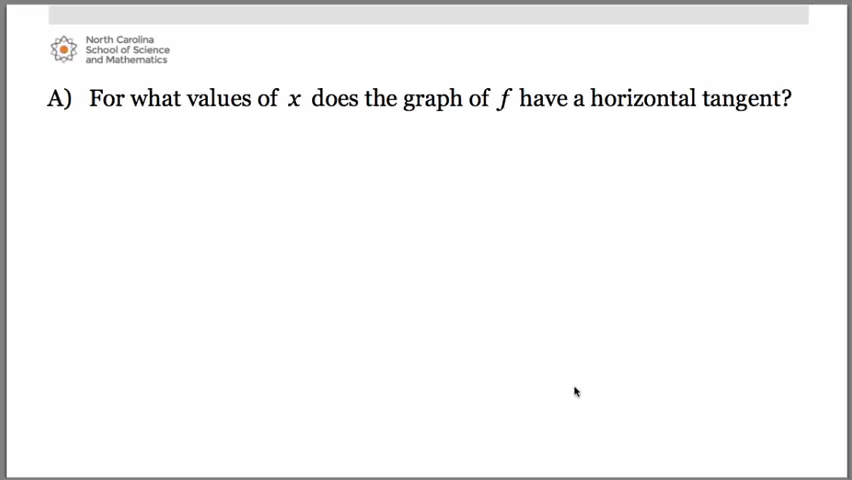 North Carolina
School of Science
and Mathematics
A) For what values of x does the graph of f have a horizontal tangent?